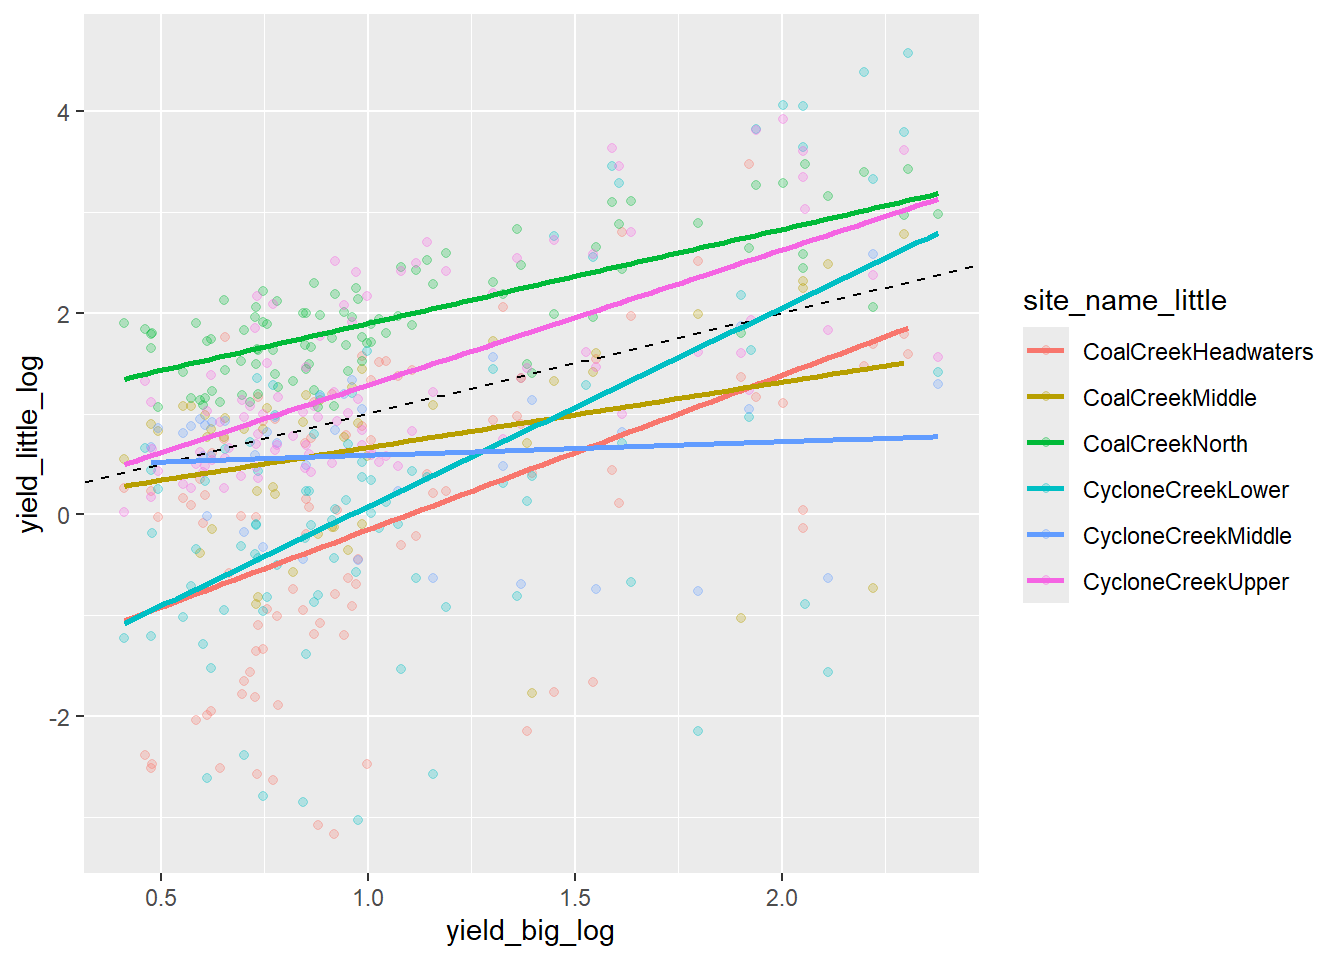 4
2
0
-2
0.5
1.0
1.5
2.0
yield_big_log
yield_little_log
site_name_little
CoalCreekHeadwaters
CoalCreekMiddle
CoalCreekNorth
CycloneCreekLower
CycloneCreekMiddle
CycloneCreekUpper